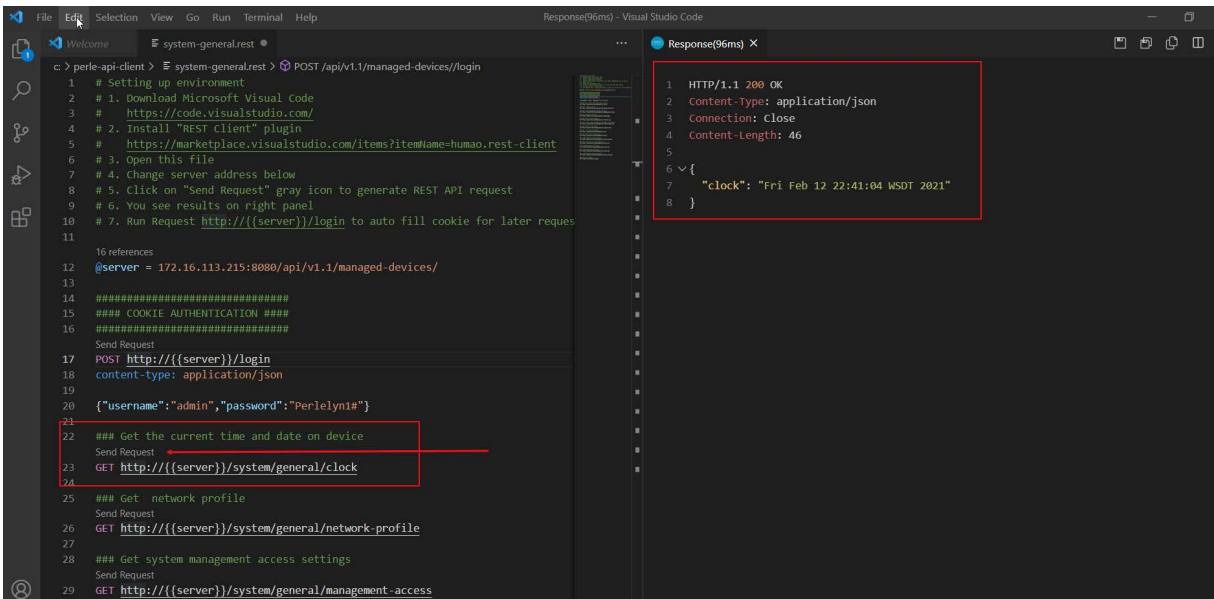 File Edit Selection View Go Run Terminal Help Response(96ms) - Visual Studio Code
Welcome system-general.rest ● ···
c: > perle-api-client > system-general.rest > POST /api/v1.1/managed-devices//login
1 # Setting up environment
2 # 1. Download Microsoft Visual Code
3 # https://code.visualstudio.com/
4 # 2. Install "REST Client" plugin
5 # https://marketplace.visualstudio.com/items?itemName=humao.rest-client
6 # 3. Open this file
7 # 4. Change server address below
8 # 5. Click on "Send Request" gray icon to generate REST API request
9 # 6. You see results on right panel
10 # 7. Run Request http://{{server}}/login to auto fill cookie for later reques
11
16 references
12 @server = 172.16.113.215:8080/api/v1.1/managed-devices/
13
14 ###############################
15 #### COOKIE AUTHENTICATION ####
16 ###############################
Send Request
17 POST http://{{server}}/login
18 content-type: application/json
19
20 {"username":"admin","password":"Perlelyn1#"}
21
22 ### Get the current time and date on device
Send Request
23 GET http://{{server}}/system/general/clock
24
25 ### Get network profile
Send Request
26 GET http://{{server}}/system/general/network-profile
27
28 ### Get system management access settings
Send Request
29 GET http://{{server}}/system/general/management-access
1
Response(96ms) ×
1 HTTP/1.1 200 OK
2 Content-Type: application/json
3 Connection: Close
4 Content-Length: 46
5
6 {
7 "clock": "Fri Feb 12 22:41:04 WSDT 2021"
8 }